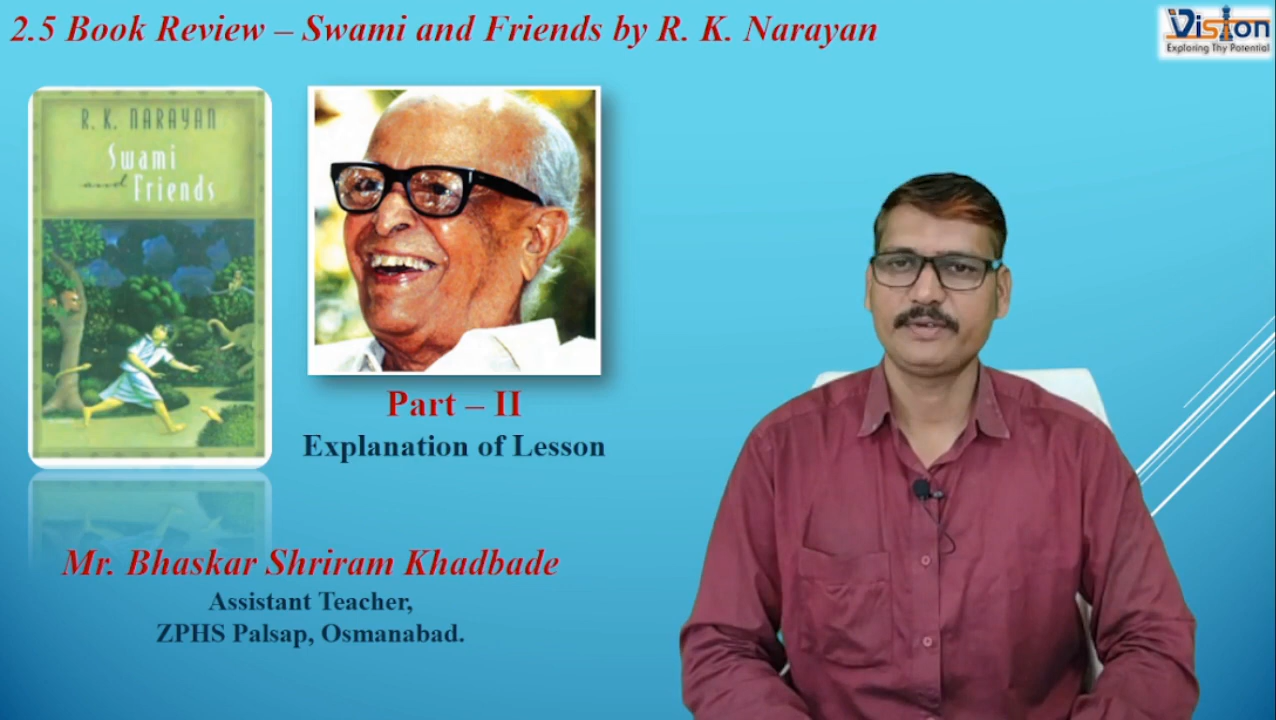 2.5 Book Review – Swami and Friends by R. K. Narayan
Vision
Exploring Thy Potential
R. K. NARAYAN
Swami
and Friends
Part – II
Explanation of Lesson
Mr. Bhaskar Shriram Khadbade
Assistant Teacher,
ZPHS Palsap, Osmanabad.